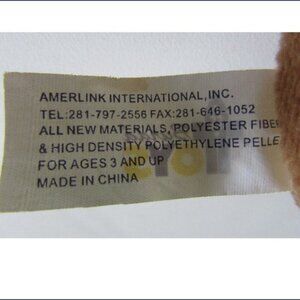 AMERLINK INTERNATIONAL,INC.
TEL:281-797-2556 FAX:281-646-1052
ALL NEW MATERIALS, POLYESTER FIBE
& HIGH DENSITY POLYETHYLENE PELLE
FOR AGES 3 AND UP
MADE IN CHINA